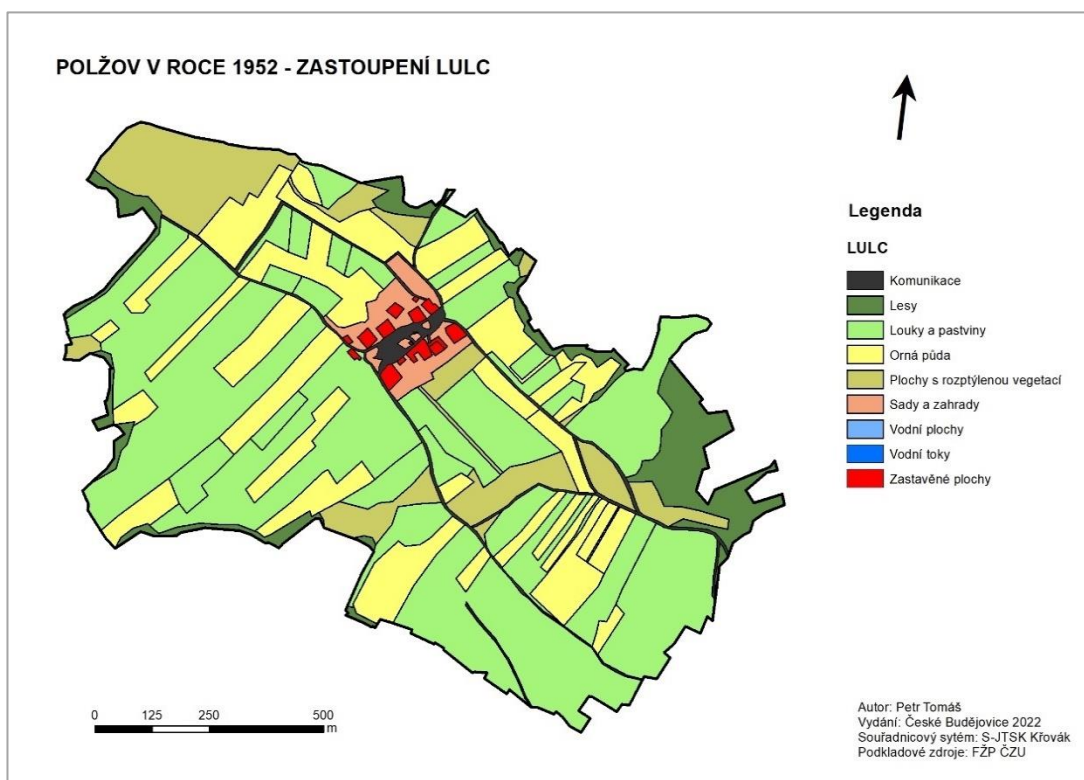 POLŽOV V ROCE 1952 - ZASTOUPENÍ LULC
Legenda
LULC
Komunikace
Lesy
Louky a pastviny
Orná půda
Plochy s rozptýlenou vegetací
Sady a zahrady
Vodní plochy
Vodní toky
Zastavěné plochy
0 125 250 500
m
Autor: Petr Tomáš
Vydání: České Budějovice 2022
Souřadnicový sytém: S-JTSK Křovák
Podkladové zdroje: FŽP ČZU